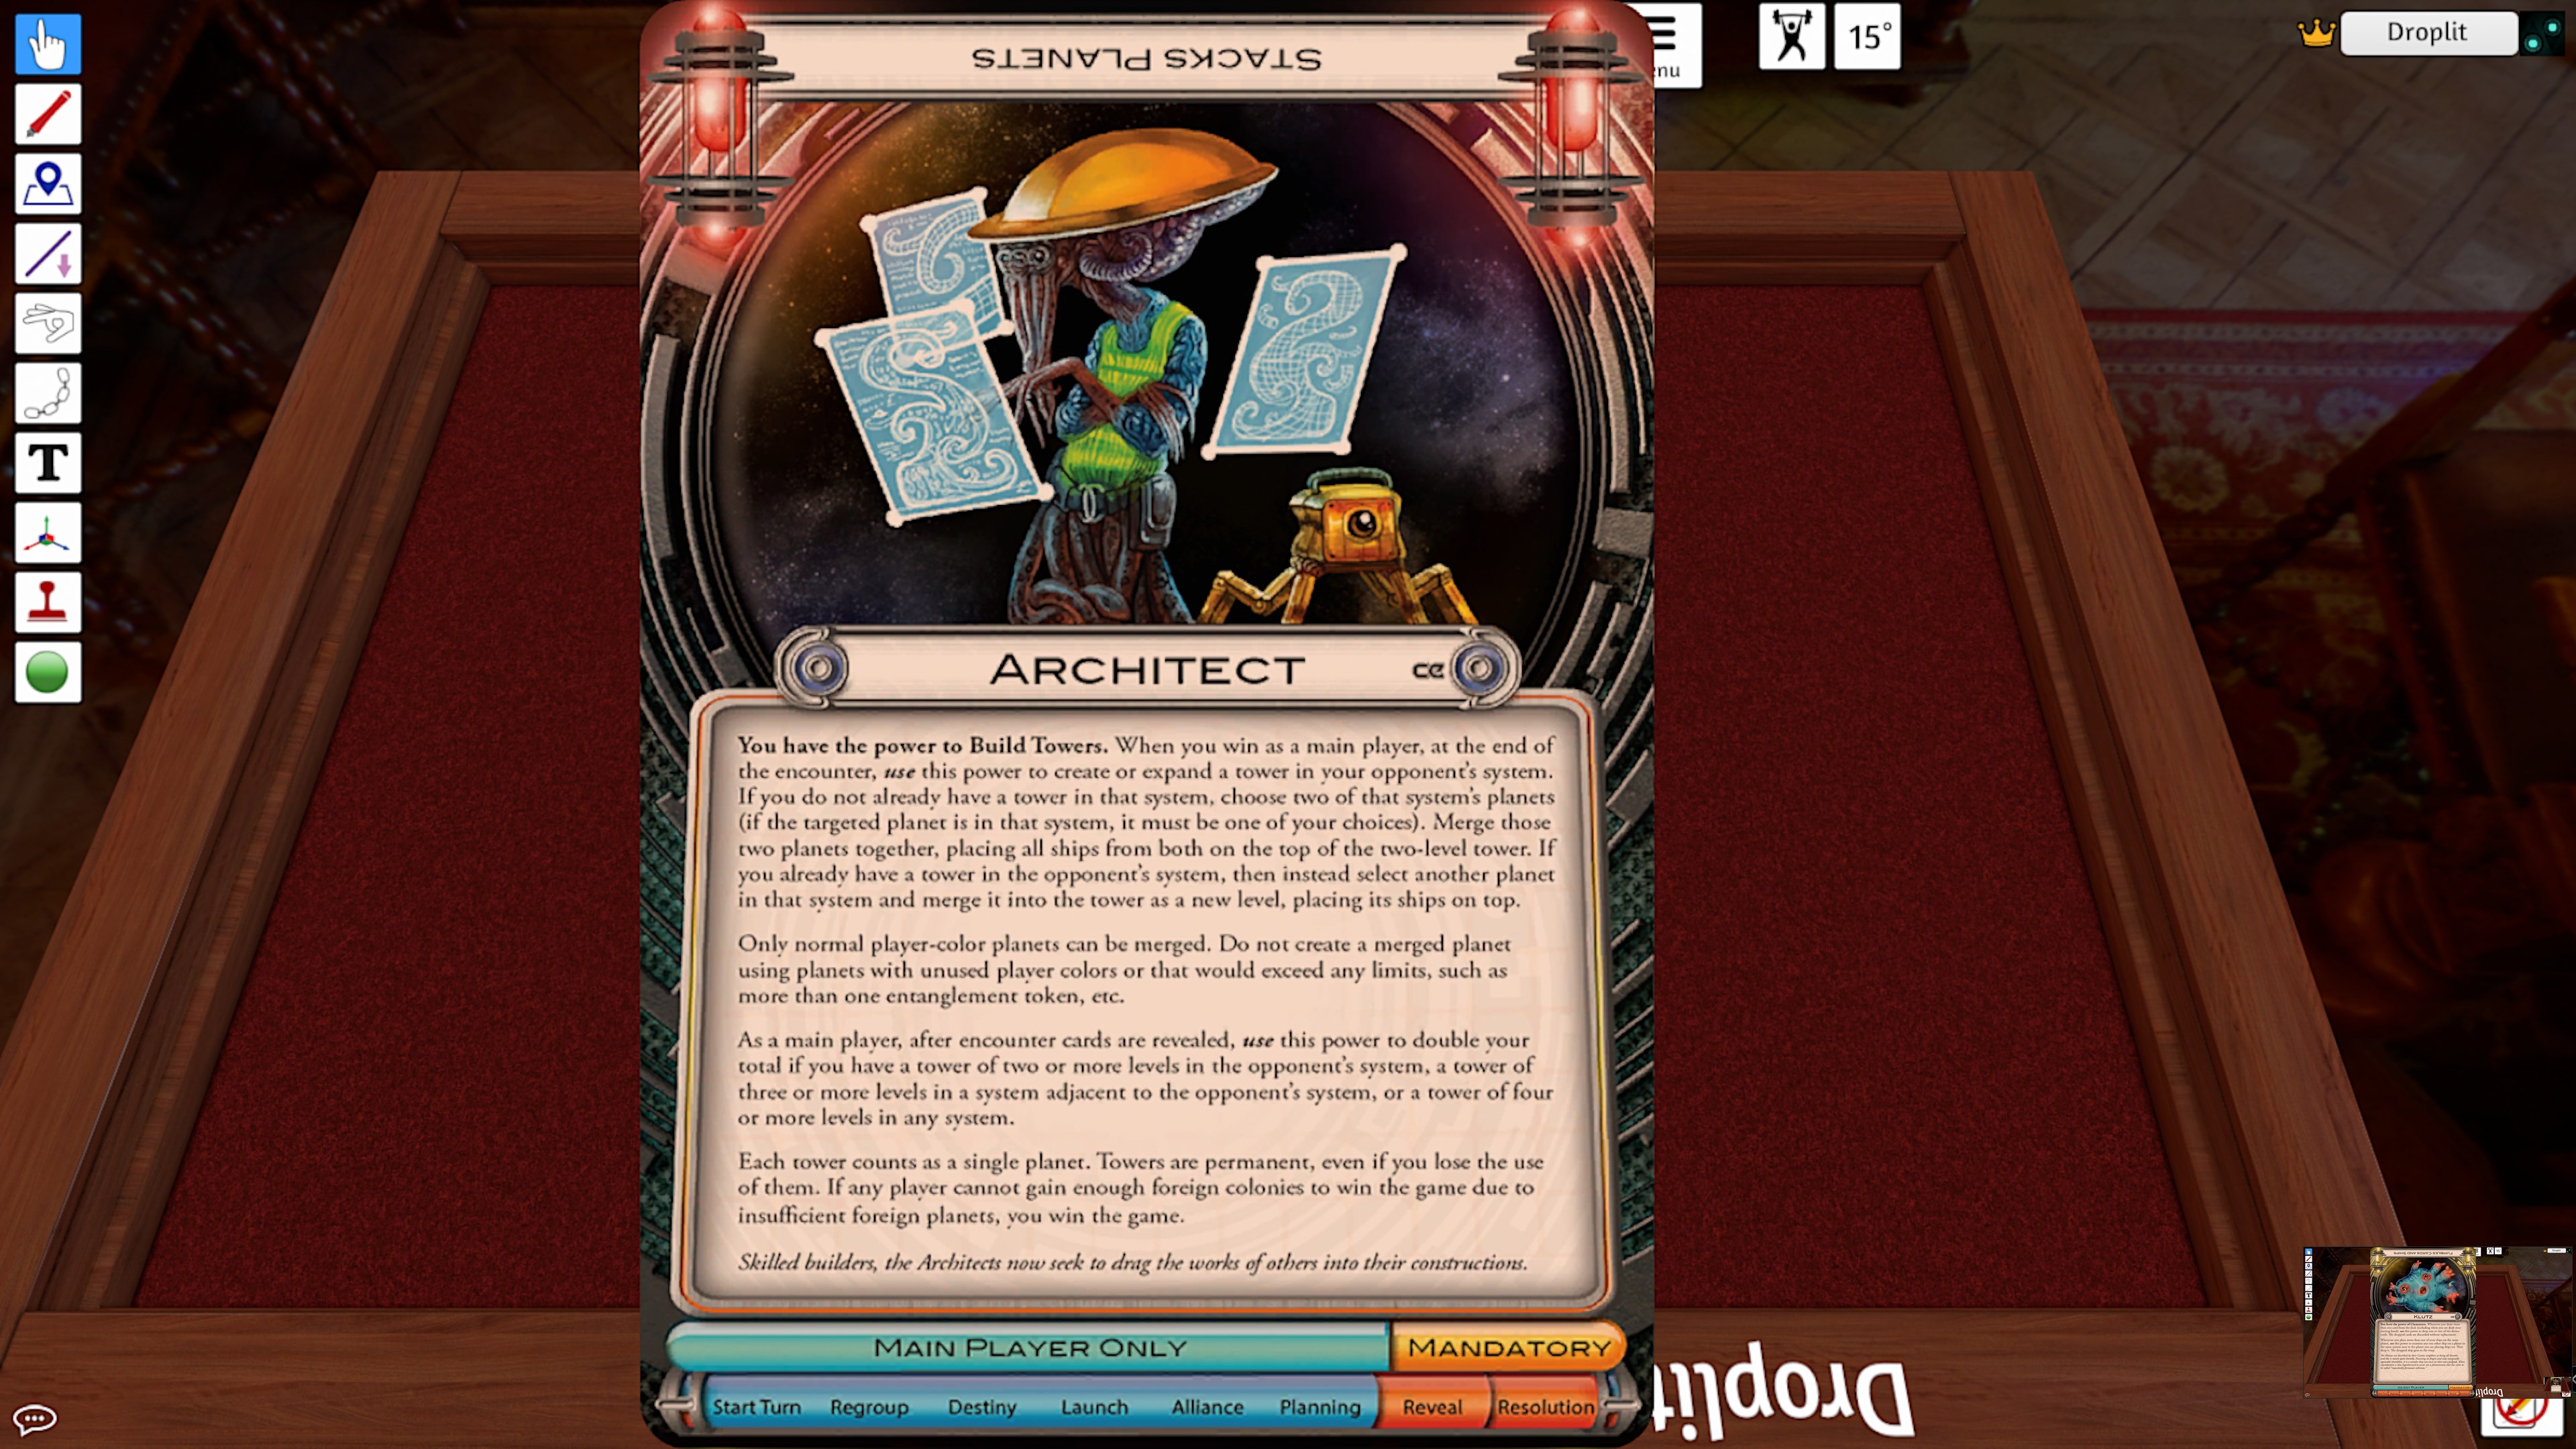 STACKS PLANETS
enu
15°
Droplit
T
ARCHITECT
ce
You have the power to Build Towers. When you win as a main player, at the end of
the encounter, use this power to create or expand a tower in your opponent's system.
If you do not already have a tower in that system, choose two of that system's planets
(if the targeted planet is in that system, it must be one of your choices). Merge those
two planets together, placing all ships from both on the top of the two-level tower. If
you already have a tower in the opponent's system, then instead select another planet
in that system and merge it into the tower as a new level, placing its ships on top.
Only normal player-color planets can be merged. Do not create a merged planet
using planets with unused player colors or that would exceed any limits, such as
more than one entanglement token, etc.
As a main player, after encounter cards are revealed, use this power to double your
total if you have a tower of two or more levels in the opponent's system, a tower of
three or more levels in a system adjacent to the opponent's system, or a tower of four
or more levels in any system.
Each tower counts as a single planet. Towers are permanent, even if you lose the use
of them. If any player cannot gain enough foreign colonies to win the game due to
insufficient foreign planets, you win the game.
Skilled builders, the Architects now seek to drag the works of others into their constructions.
MAIN PLAYER ONLY
MANDATORY
Start Turn Regroup Destiny Launch Alliance Planning Reveal Resolution
Droplit
KLUTZ